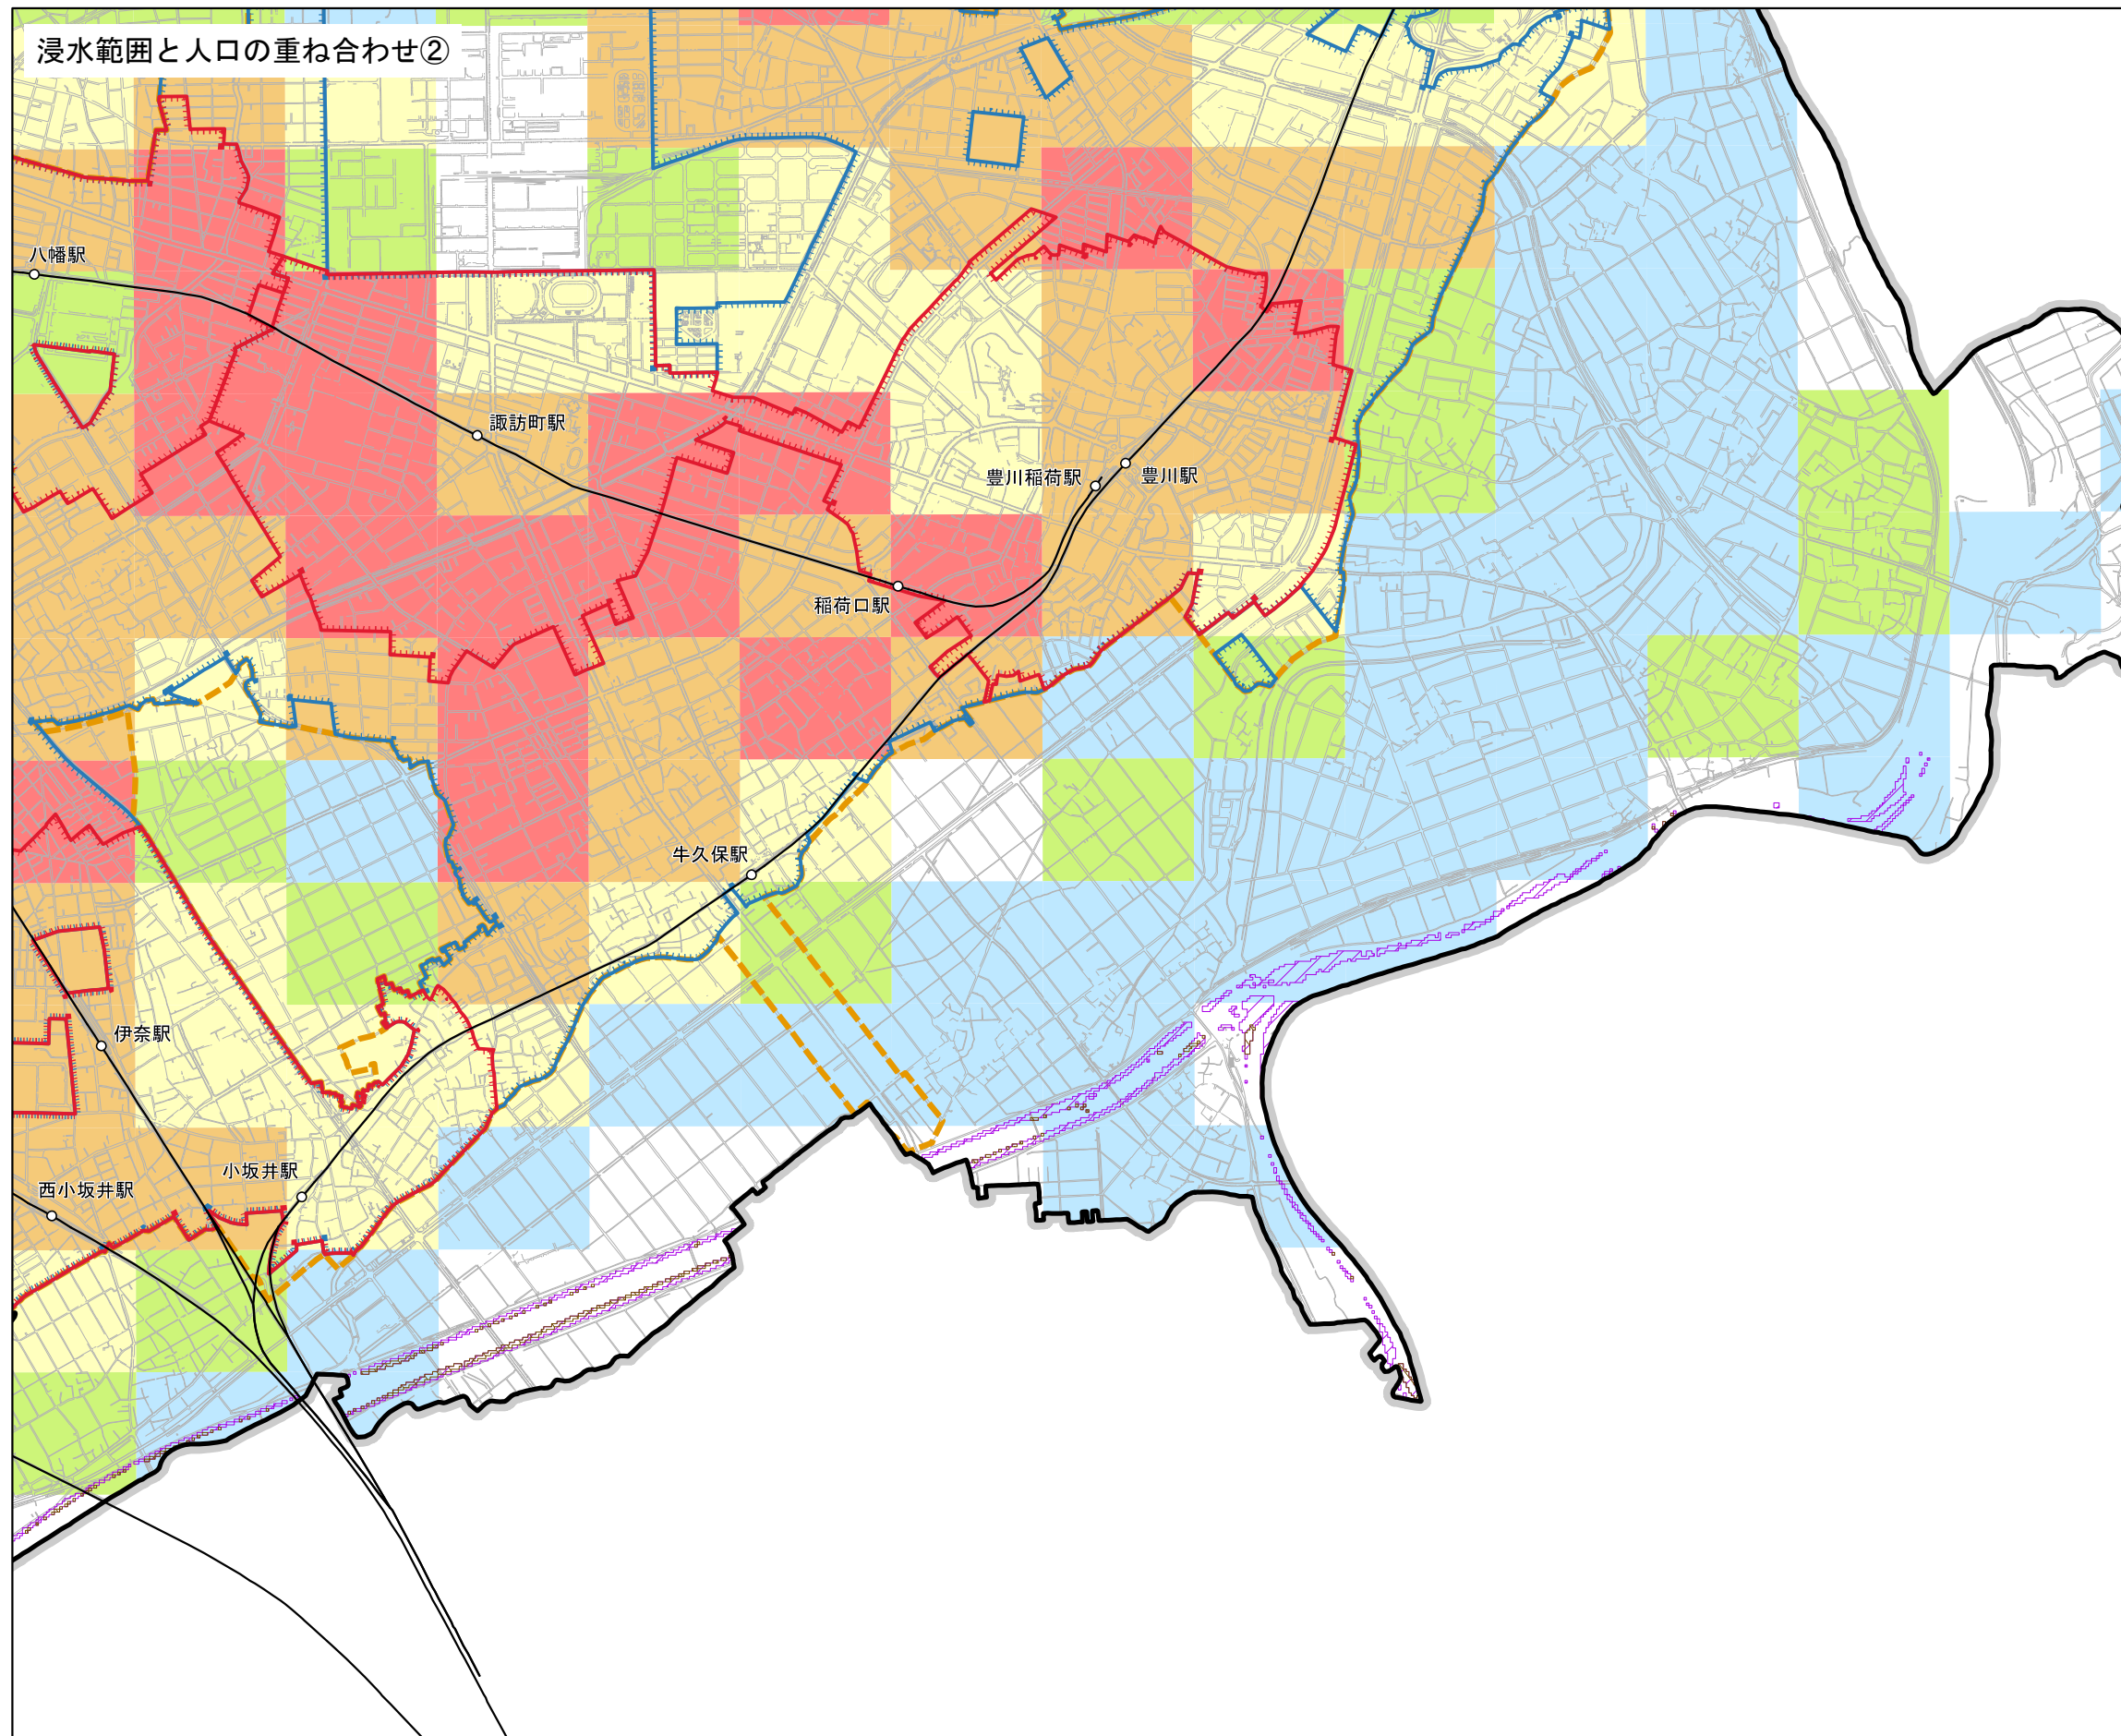 浸水範囲と人口の重ね合わせ②
八幡駅
諏訪町駅
豊川稲荷駅
豊川駅
稲荷口駅
牛久保駅
伊奈駅
小坂井駅
西小坂井駅